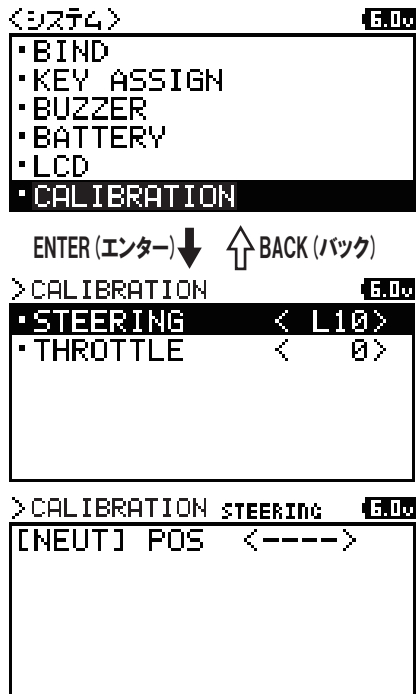 <システム> 6.0v
・BIND
・KEY ASSIGN
・BUZZER
・BATTERY
・LCD
・CALIBRATION
ENTER(エンター) BACK(バック)
>CALIBRATION 6.0v
・STEERING < L10>
・THROTTLE < 0>
>CALIBRATION STEERING 6.0v
[NEUT] POS <---->